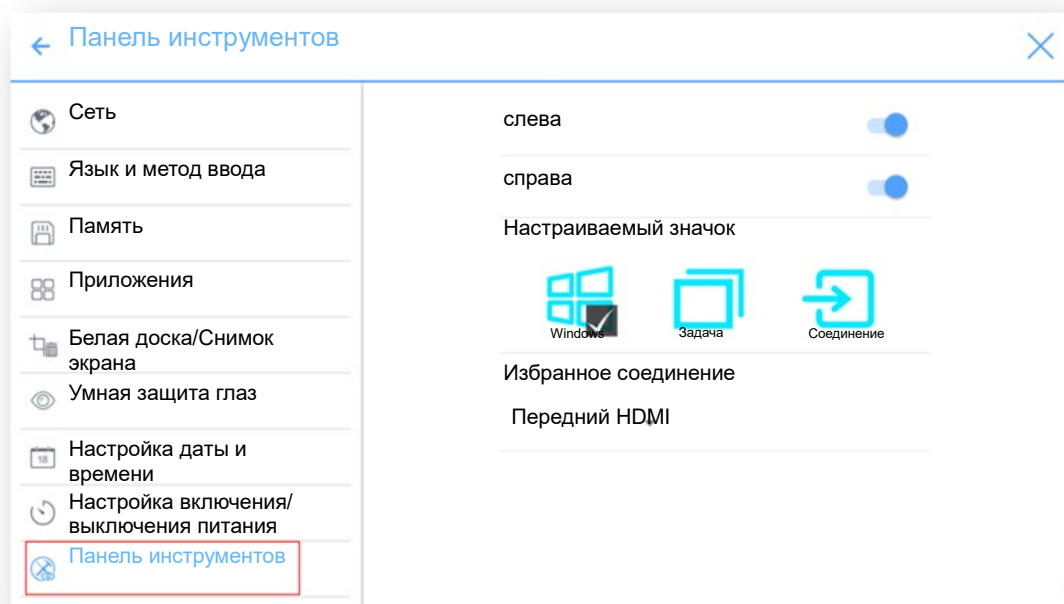 Панель инструментов
Сеть
Язык и метод ввода
Память
Приложения
Белая доска/Снимок
экрана
Умная защита глаз
18
Настройка даты и
времени
Настройка включения/
выключения питания
Панель инструментов
слева
справа
Настраиваемый значок
Windows
Задача
Соединение
Избранное соединение
Передний HDMI